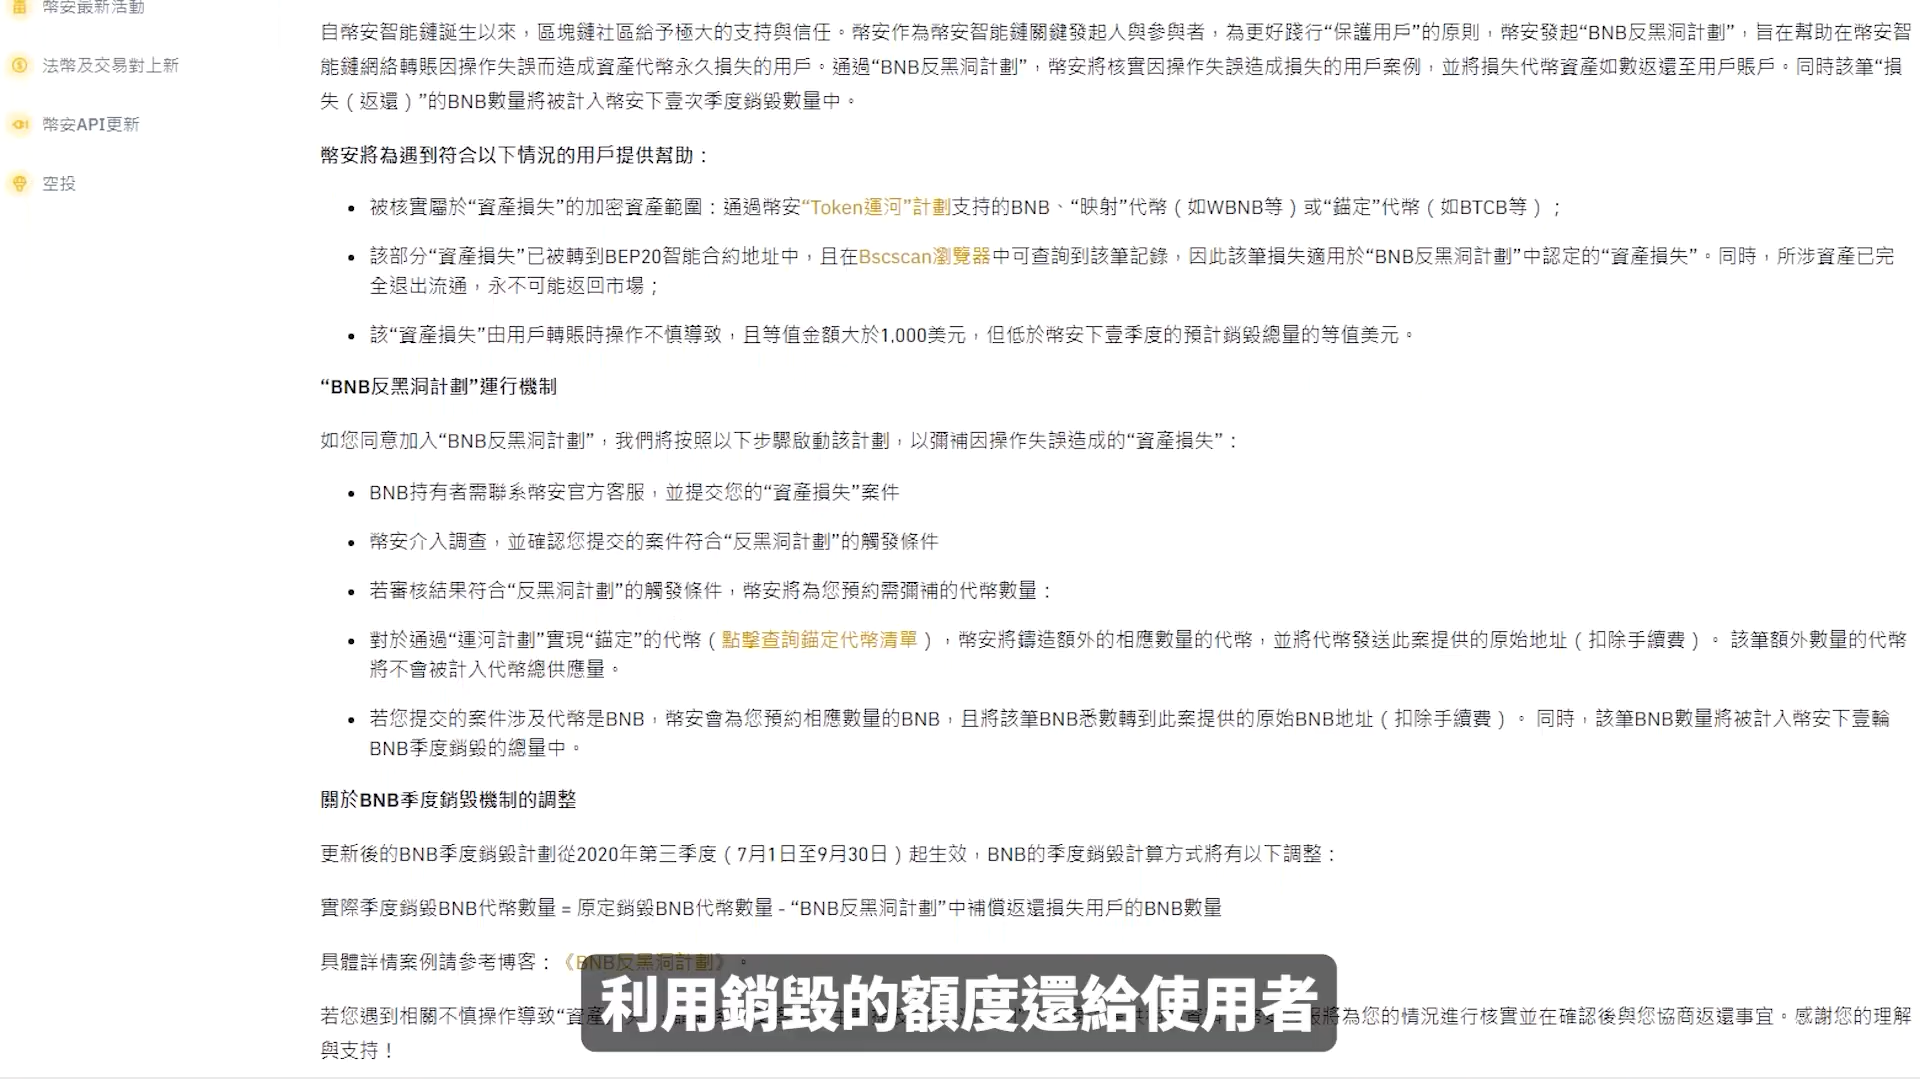 幣安最新活動
法幣及交易對上新
幣安API更新
空投
自幣安智能鏈誕生以來，區塊鏈社區給予極大的支持與信任。幣安作為幣安智能鏈關鍵發起人與參與者，為更好踐行“保護用戶”的原則，幣安發起“BNB反黑洞計劃”，旨在幫助在幣安智
能鏈網絡轉賬因操作失誤而造成資產代幣永久損失的用戶。通過“BNB反黑洞計劃”，幣安將核實因操作失誤造成損失的用戶案例，並將損失代幣資產如數返還至用戶賬戶。同時該筆“損
失（返還）”的BNB數量將被計入幣安下壹次季度銷毀數量中。
幣安將為遇到符合以下情況的用戶提供幫助：
• 被核實屬於“資產損失”的加密資產範圍：通過幣安“Token運河”計劃支持的BNB、“映射”代幣（如WBNB等）或“錨定”代幣（如BTCB等）；
• 該部分“資產損失”已被轉到BEP20智能合約地址中，且在Bscscan瀏覽器中可查詢到該筆記錄，因此該筆損失適用於“BNB反黑洞計劃”中認定的“資產損失”。同時，所涉資產已完
全退出流通，永不可能返回市場；
• 該“資產損失”由用戶轉賬時操作不慎導致，且等值金額大於1,000美元，但低於幣安下壹季度的預計銷毀總量的等值美元。
“BNB反黑洞計劃”運行機制
如您同意加入“BNB反黑洞計劃”，我們將按照以下步驟啟動該計劃，以彌補因操作失誤造成的“資產損失”：
• BNB持有者需聯系幣安官方客服，並提交您的“資產損失”案件
• 幣安介入調查，並確認您提交的案件符合“反黑洞計劃”的觸發條件
• 若審核結果符合“反黑洞計劃”的觸發條件，幣安將為您預約需彌補的代幣數量：
• 對於通過“運河計劃”實現“錨定”的代幣（點擊查詢錨定代幣清單），幣安將鑄造額外的相應數量的代幣，並將代幣發送此案提供的原始地址（扣除手續費）。 該筆額外數量的代幣
將不會被計入代幣總供應量。
• 若您提交的案件涉及代幣是BNB，幣安會為您預約相應數量的BNB，且將該筆BNB悉數轉到此案提供的原始BNB地址（扣除手續費）。 同時，該筆BNB數量將被計入幣安下壹輪
BNB季度銷毀的總量中。
關於BNB季度銷毀機制的調整
更新後的BNB季度銷毀計劃從2020年第三季度（7月1日至9月30日）起生效，BNB的季度銷毀計算方式將有以下調整：
實際季度銷毀BNB代幣數量 = 原定銷毀BNB代幣數量 - “BNB反黑洞計劃”中補償返還損失用戶的BNB數量
具體詳情案例請參考博客：《BNB反黑洞計劃》。
利用銷毀的額度還給使用者
若您遇到相關不慎操作導致“資 服將為您的情況進行核實並在確認後與您協商返還事宜。感謝您的理解
與支持！